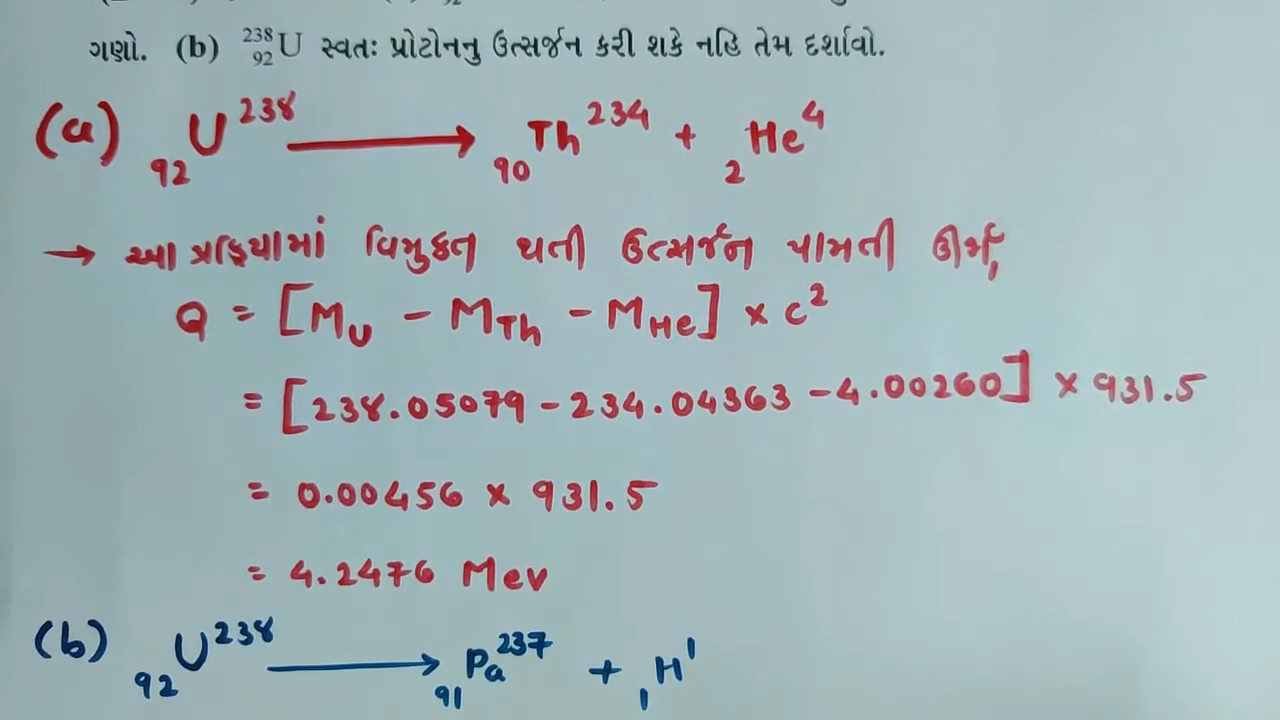 ગણો. (b) ²³⁸₉₂U સ્વતઃ પ્રોટોનનુ ઉત્સર્જન કરી શકે નહિ તેમ દર્શાવો.
(a) ₉₂U²³⁸ ⟶ ₉₀Th²³⁴ + ₂He⁴
→ આ પ્રક્રિયામાં વિમુક્ત થતી ઉત્સર્જન પામતી ઊર્જા,
Q = [M_U - M_Th - M_He] × c²
= [238.05079 - 234.04363 - 4.00260] × 931.5
= 0.00456 × 931.5
= 4.2476 Mev
(b) ₉₂U²³⁸ ⟶ ₉₁Pa²³⁷ + ₁H¹